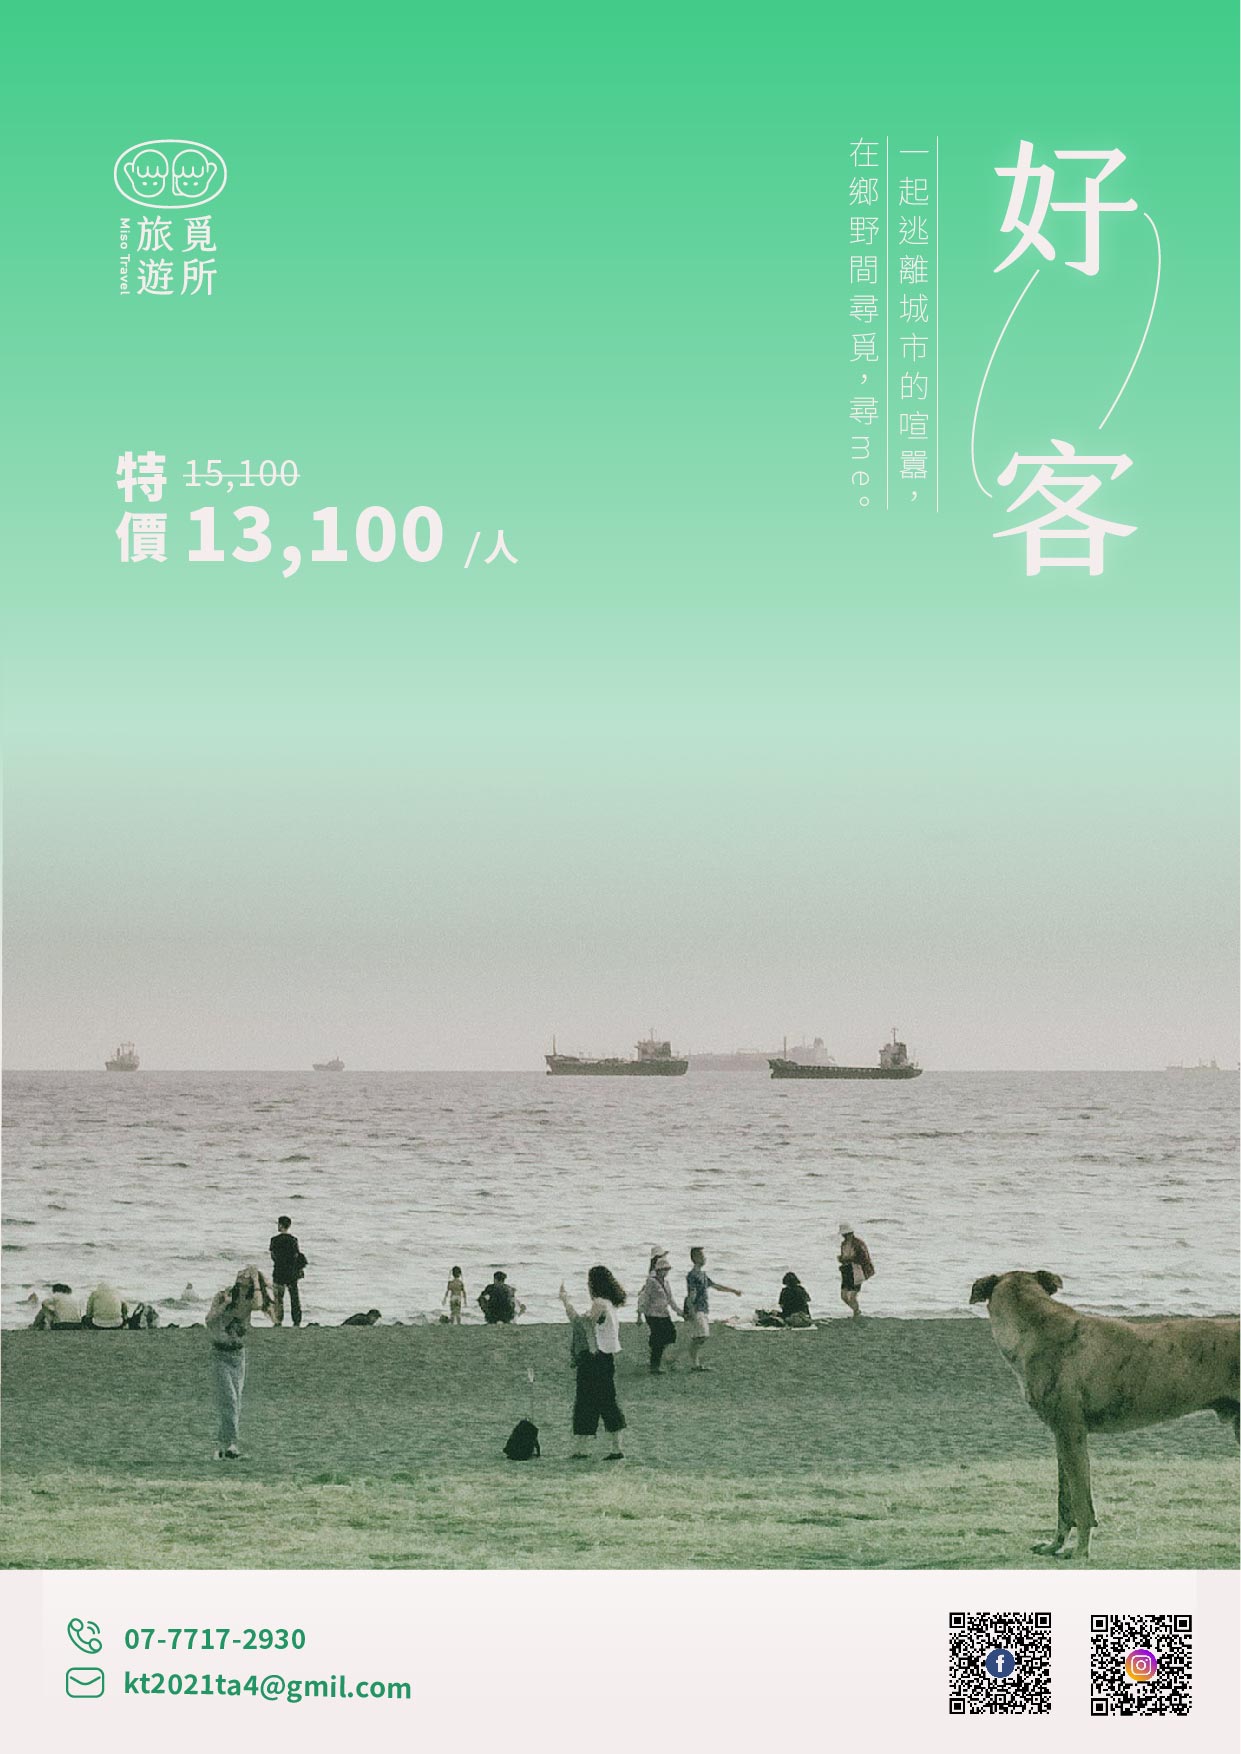 好客
一起逃離城市的喧囂，
在鄉野間尋覓，尋me。
覓所
旅遊
Miso Travel
特價
15,100
13,100 /人
07-7717-2930
kt2021ta4@gmil.com